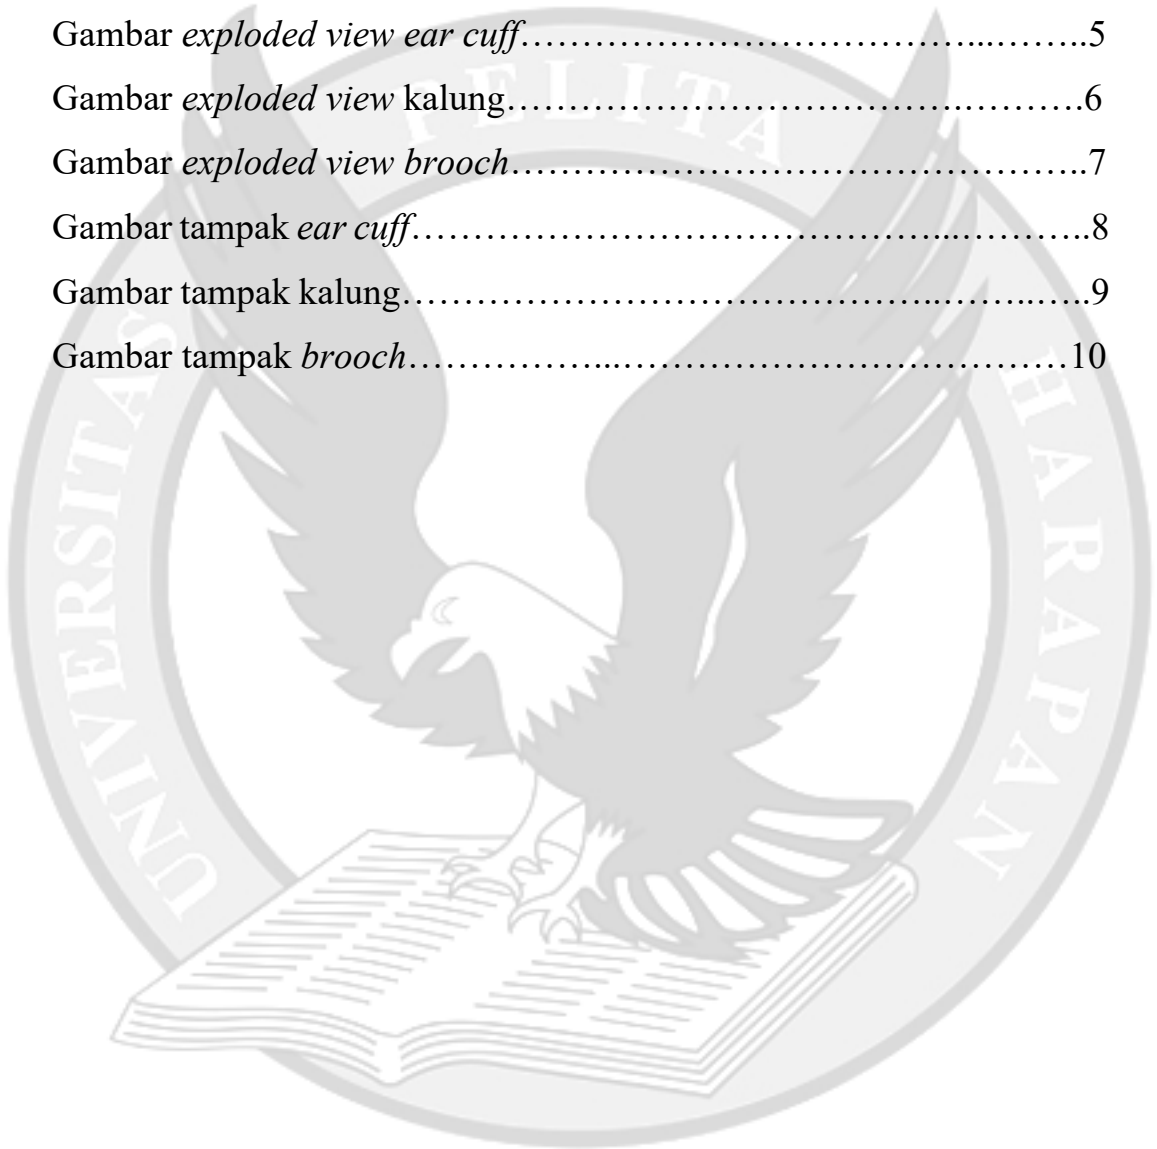 Gambar exploded view ear cuff…………………………………...……..5
Gambar exploded view kalung…………………………………….……….6
Gambar exploded view brooch………………………………………………..7
Gambar tampak ear cuff……………………………………………...………..8
Gambar tampak kalung……………………………………………..……..…..9
Gambar tampak brooch………………...……………………………………10
UNIVERSITAS PELITA HARAPAN